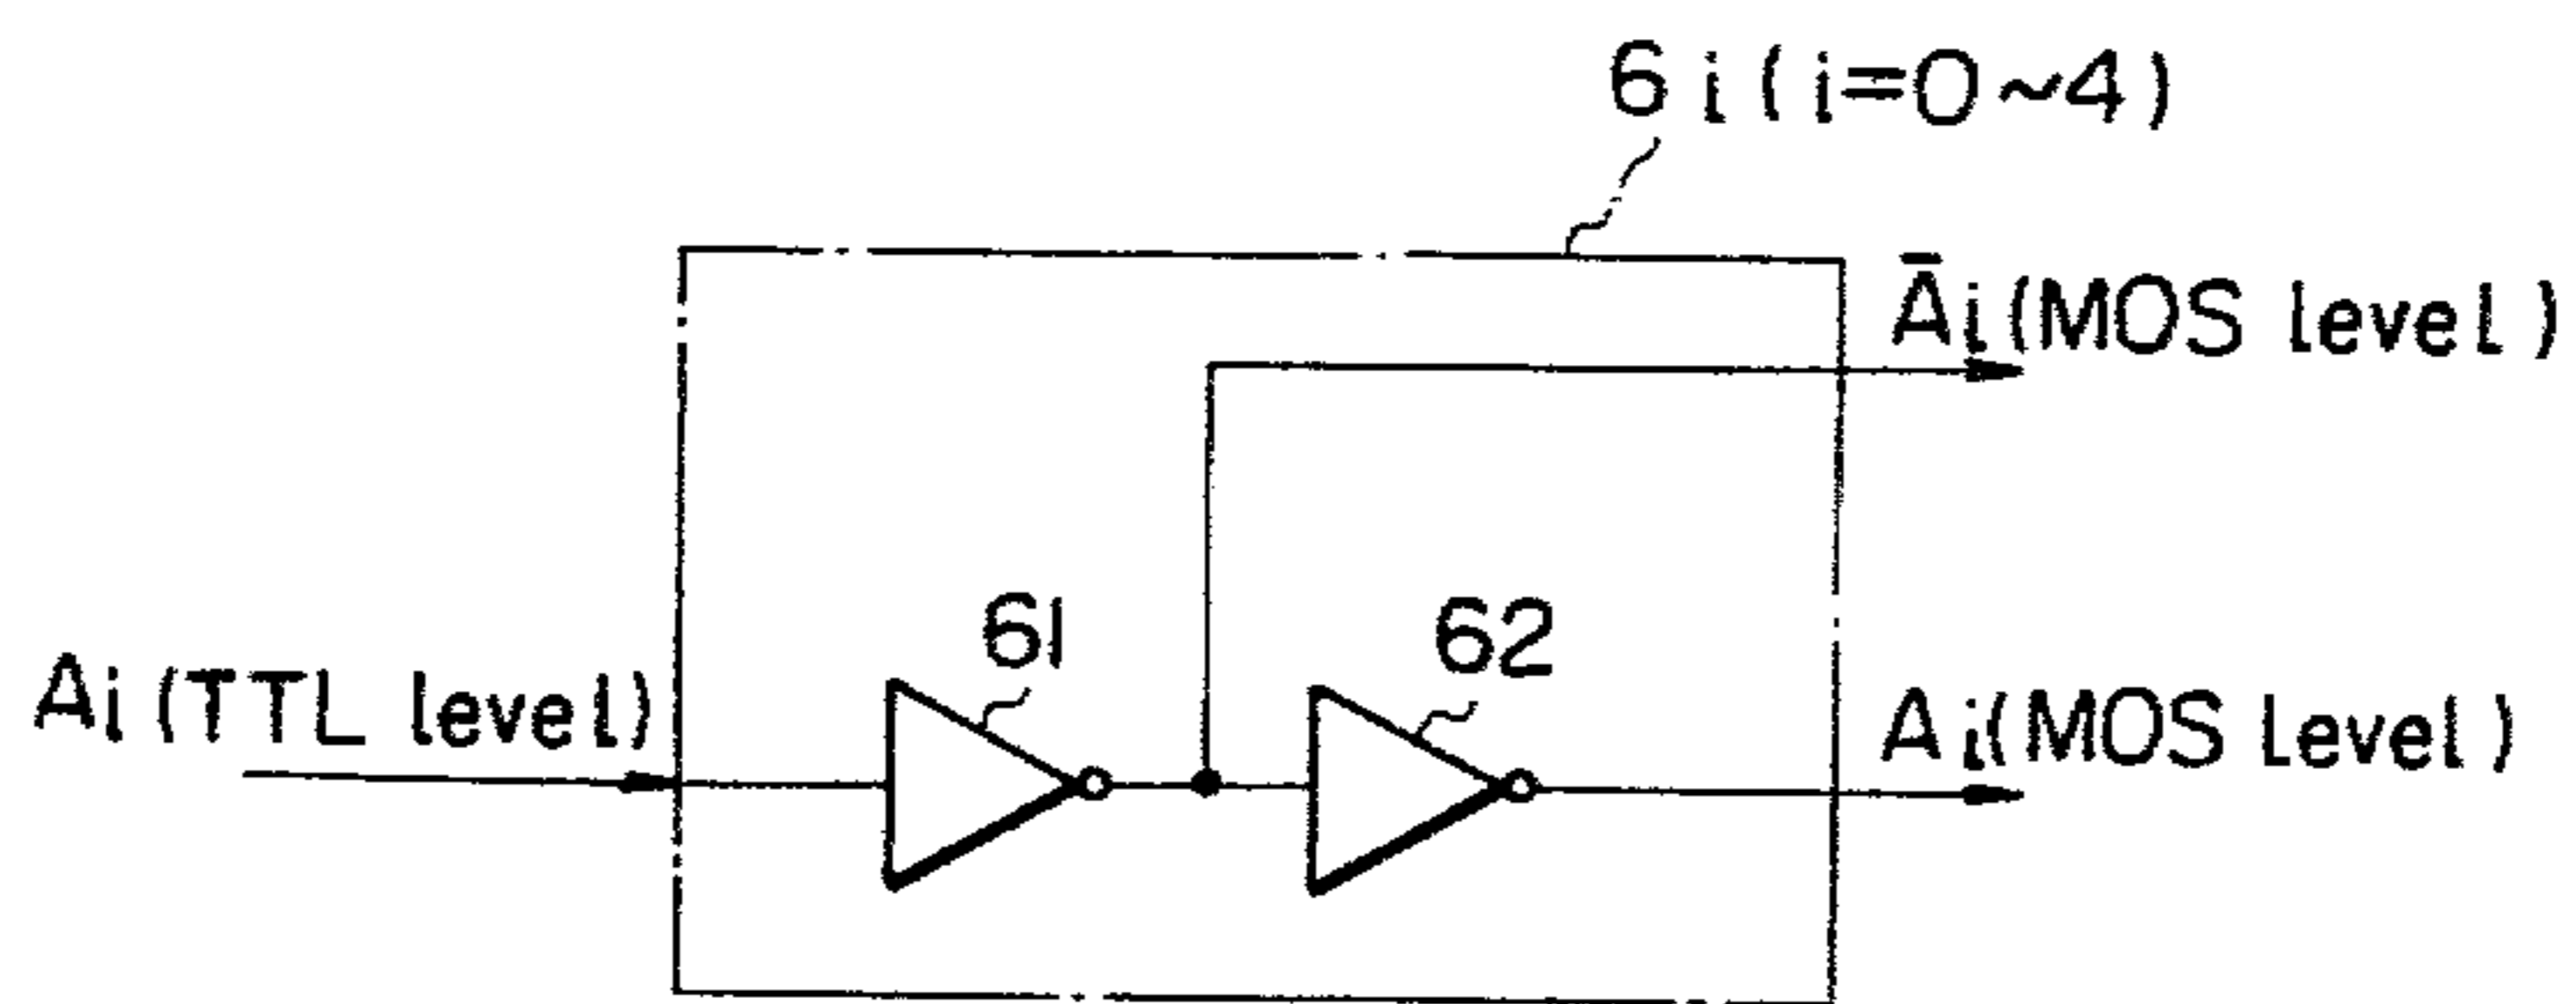 6i (i=0~4)
Āi (MOS level)
61
62
Ai (TTL level)
Ai (MOS level)